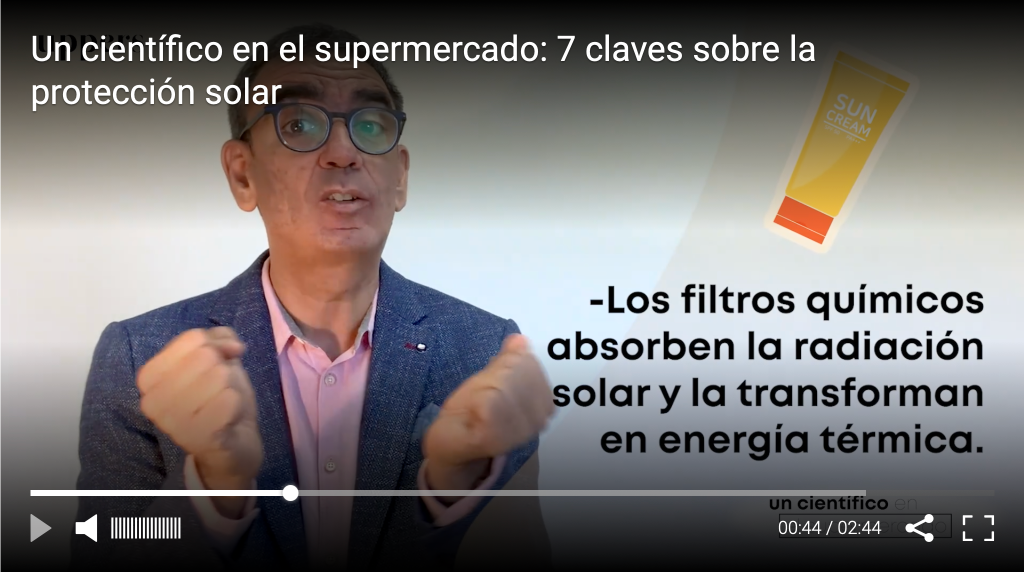 Un científico en el supermercado: 7 claves sobre la
protección solar
SUN
CREAM
-Los filtros químicos
absorben la radiación
solar y la transforman
en energía térmica.
un científico en
00:44 / 02:44